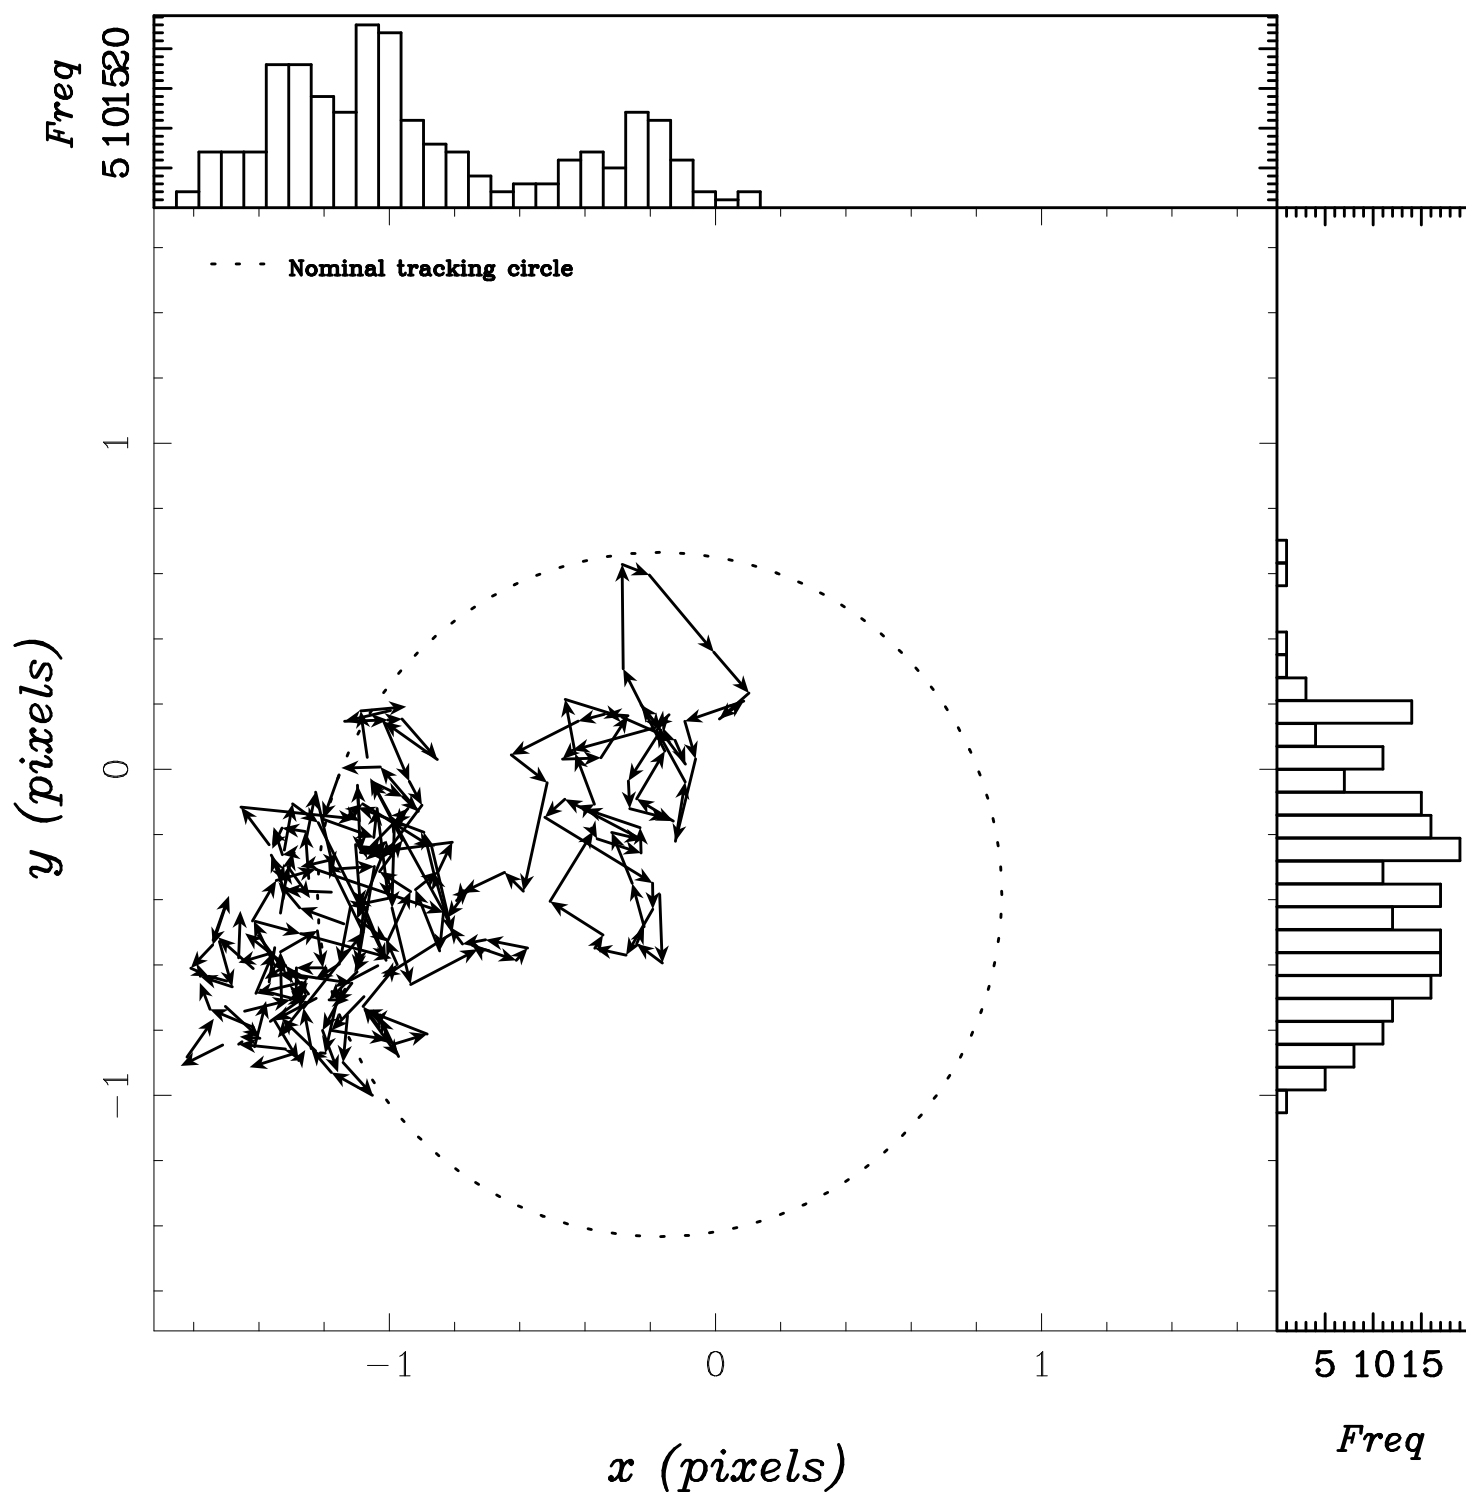 Freq
5 10 15 20
Nominal tracking circle
y (pixels)
1
0
−1
−1 0 1
x (pixels)
5 10 15
Freq